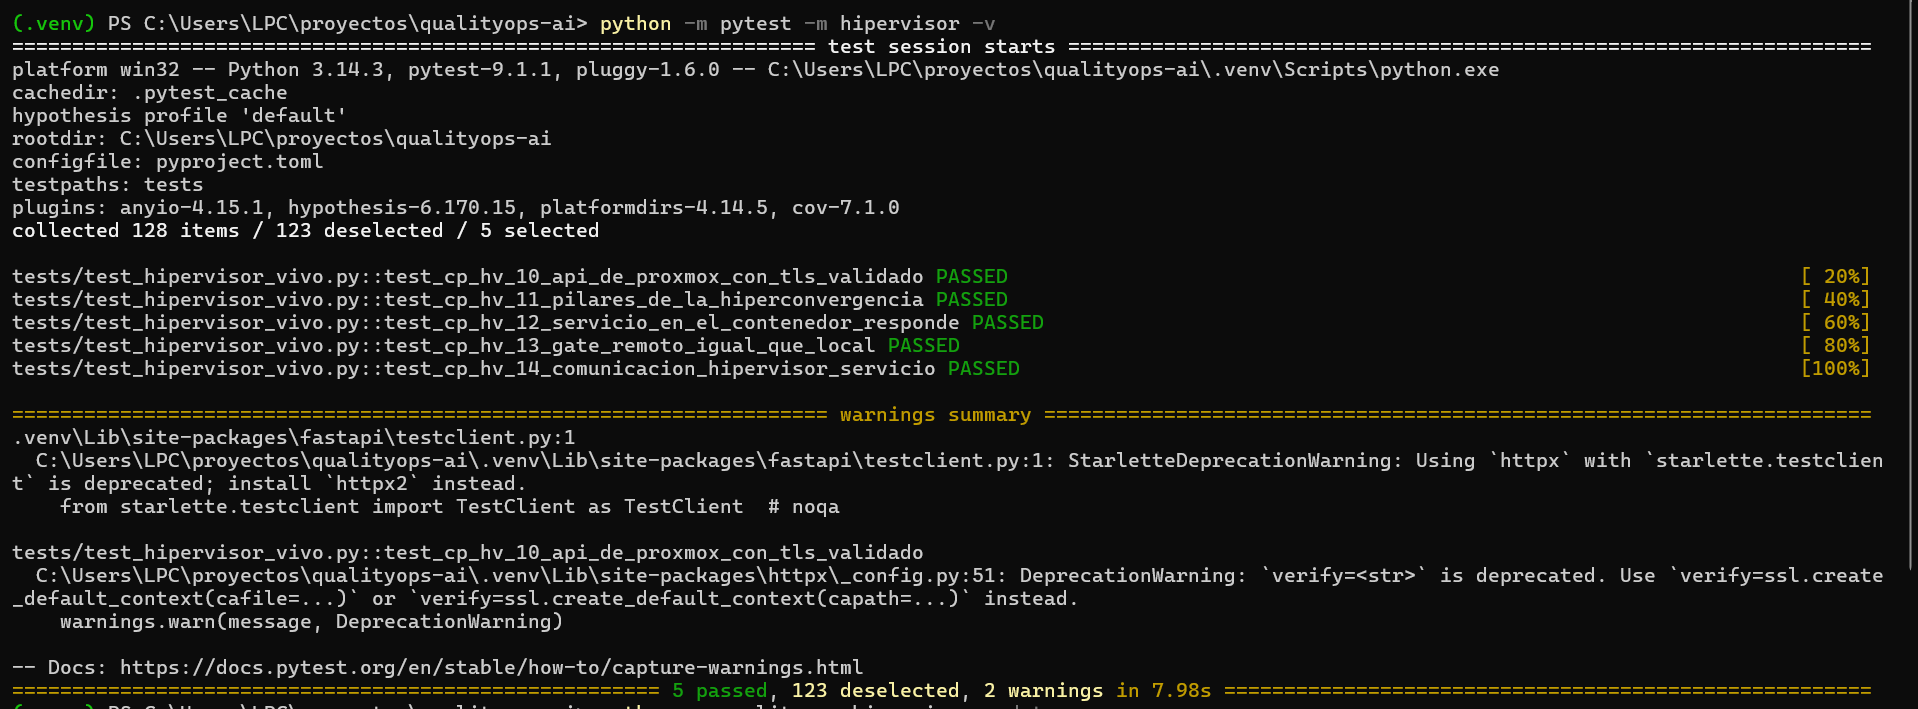 (.venv) PS C:\Users\LPC\proyectos\qualityops-ai> python -m pytest -m hipervisor -v
=================================================================== test session starts ===================================================================
platform win32 -- Python 3.14.3, pytest-9.1.1, pluggy-1.6.0 -- C:\Users\LPC\proyectos\qualityops-ai\.venv\Scripts\python.exe
cachedir: .pytest_cache
hypothesis profile 'default'
rootdir: C:\Users\LPC\proyectos\qualityops-ai
configfile: pyproject.toml
testpaths: tests
plugins: anyio-4.15.1, hypothesis-6.170.15, platformdirs-4.14.5, cov-7.1.0
collected 128 items / 123 deselected / 5 selected
tests/test_hipervisor_vivo.py::test_cp_hv_10_api_de_proxmox_con_tls_validado PASSED [ 20%]
tests/test_hipervisor_vivo.py::test_cp_hv_11_pilares_de_la_hiperconvergencia PASSED [ 40%]
tests/test_hipervisor_vivo.py::test_cp_hv_12_servicio_en_el_contenedor_responde PASSED [ 60%]
tests/test_hipervisor_vivo.py::test_cp_hv_13_gate_remoto_igual_que_local PASSED [ 80%]
tests/test_hipervisor_vivo.py::test_cp_hv_14_comunicacion_hipervisor_servicio PASSED [100%]
==================================================================== warnings summary =====================================================================
.venv\Lib\site-packages\fastapi\testclient.py:1
  C:\Users\LPC\proyectos\qualityops-ai\.venv\Lib\site-packages\fastapi\testclient.py:1: StarletteDeprecationWarning: Using `httpx` with `starlette.testclien
t` is deprecated; install `httpx2` instead.
    from starlette.testclient import TestClient as TestClient  # noqa
tests/test_hipervisor_vivo.py::test_cp_hv_10_api_de_proxmox_con_tls_validado
  C:\Users\LPC\proyectos\qualityops-ai\.venv\Lib\site-packages\httpx\_config.py:51: DeprecationWarning: `verify=<str>` is deprecated. Use `verify=ssl.create
_default_context(cafile=...)` or `verify=ssl.create_default_context(capath=...)` instead.
    warnings.warn(message, DeprecationWarning)
-- Docs: https://docs.pytest.org/en/stable/how-to/capture-warnings.html
====================================================== 5 passed, 123 deselected, 2 warnings in 7.98s ======================================================